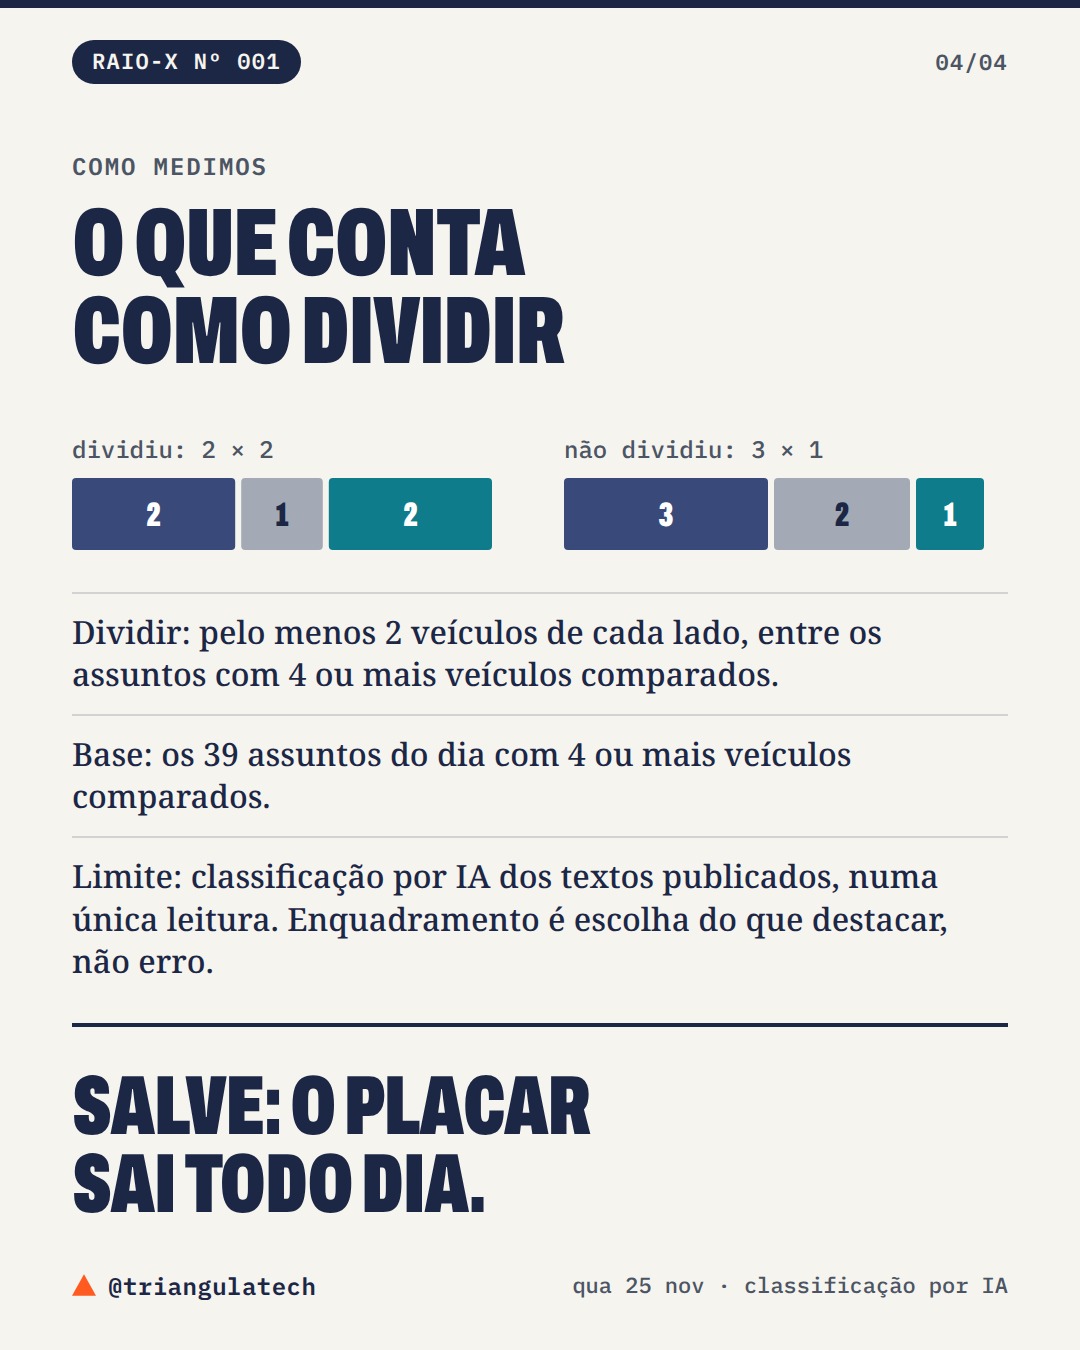 RAIO-X Nº 001
04/04
COMO MEDIMOS
O QUE CONTA
COMO DIVIDIR
dividiu: 2 × 2
2 1 2
não dividiu: 3 × 1
3 2 1
Dividir: pelo menos 2 veículos de cada lado, entre os
assuntos com 4 ou mais veículos comparados.
Base: os 39 assuntos do dia com 4 ou mais veículos
comparados.
Limite: classificação por IA dos textos publicados, numa
única leitura. Enquadramento é escolha do que destacar,
não erro.
SALVE: O PLACAR
SAI TODO DIA.
@triangulatech
qua 25 nov · classificação por IA